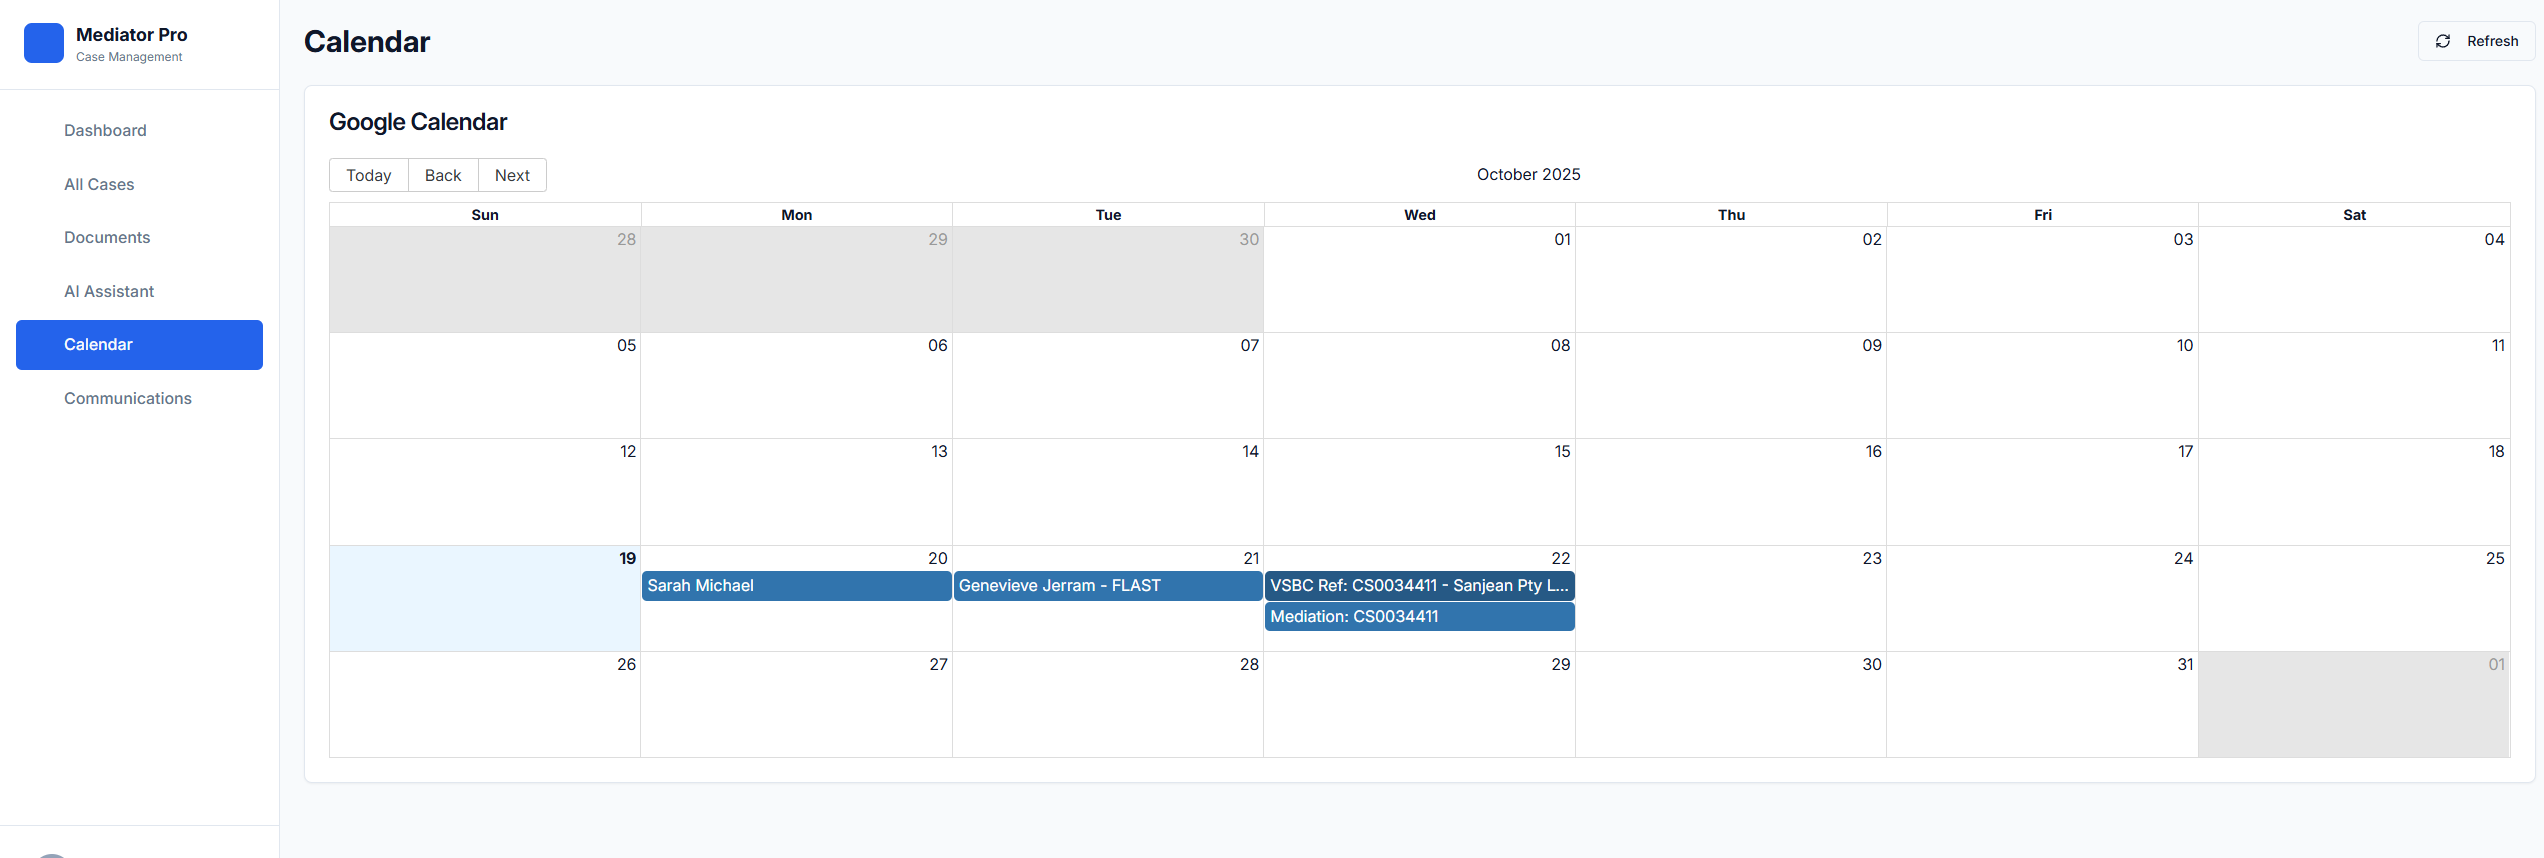 Mediator Pro
Case Management
Dashboard
All Cases
Documents
AI Assistant
Calendar
Communications
Calendar
Refresh
Google Calendar
Today Back Next
October 2025
Sun Mon Tue Wed Thu Fri Sat
28 29 30 01 02 03 04
05 06 07 08 09 10 11
12 13 14 15 16 17 18
19 20 21 22 23 24 25
Sarah Michael
Genevieve Jerram - FLAST
VSBC Ref: CS0034411 - Sanjean Pty L...
Mediation: CS0034411
26 27 28 29 30 31 01